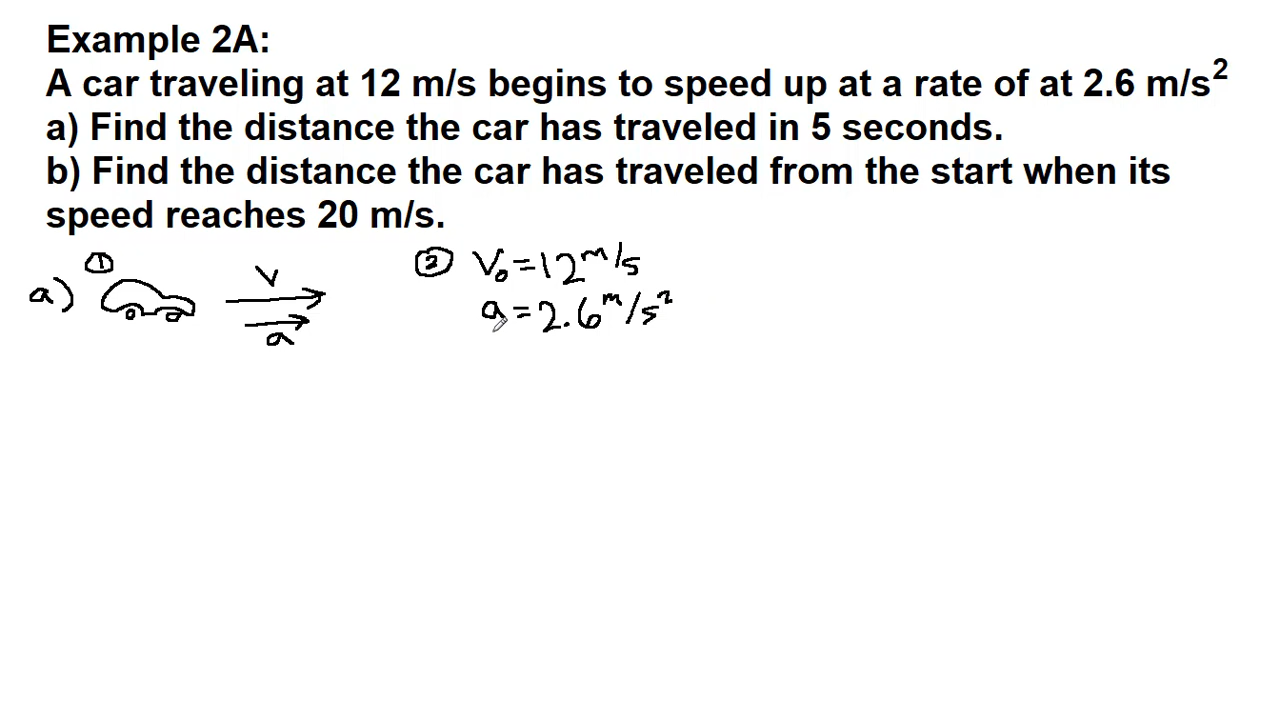 Example 2A:
A car traveling at 12 m/s begins to speed up at a rate of at 2.6 m/s²
a) Find the distance the car has traveled in 5 seconds.
b) Find the distance the car has traveled from the start when its
speed reaches 20 m/s.
a) ① V
a
② V₀ = 12 m/s
a = 2.6 m/s²